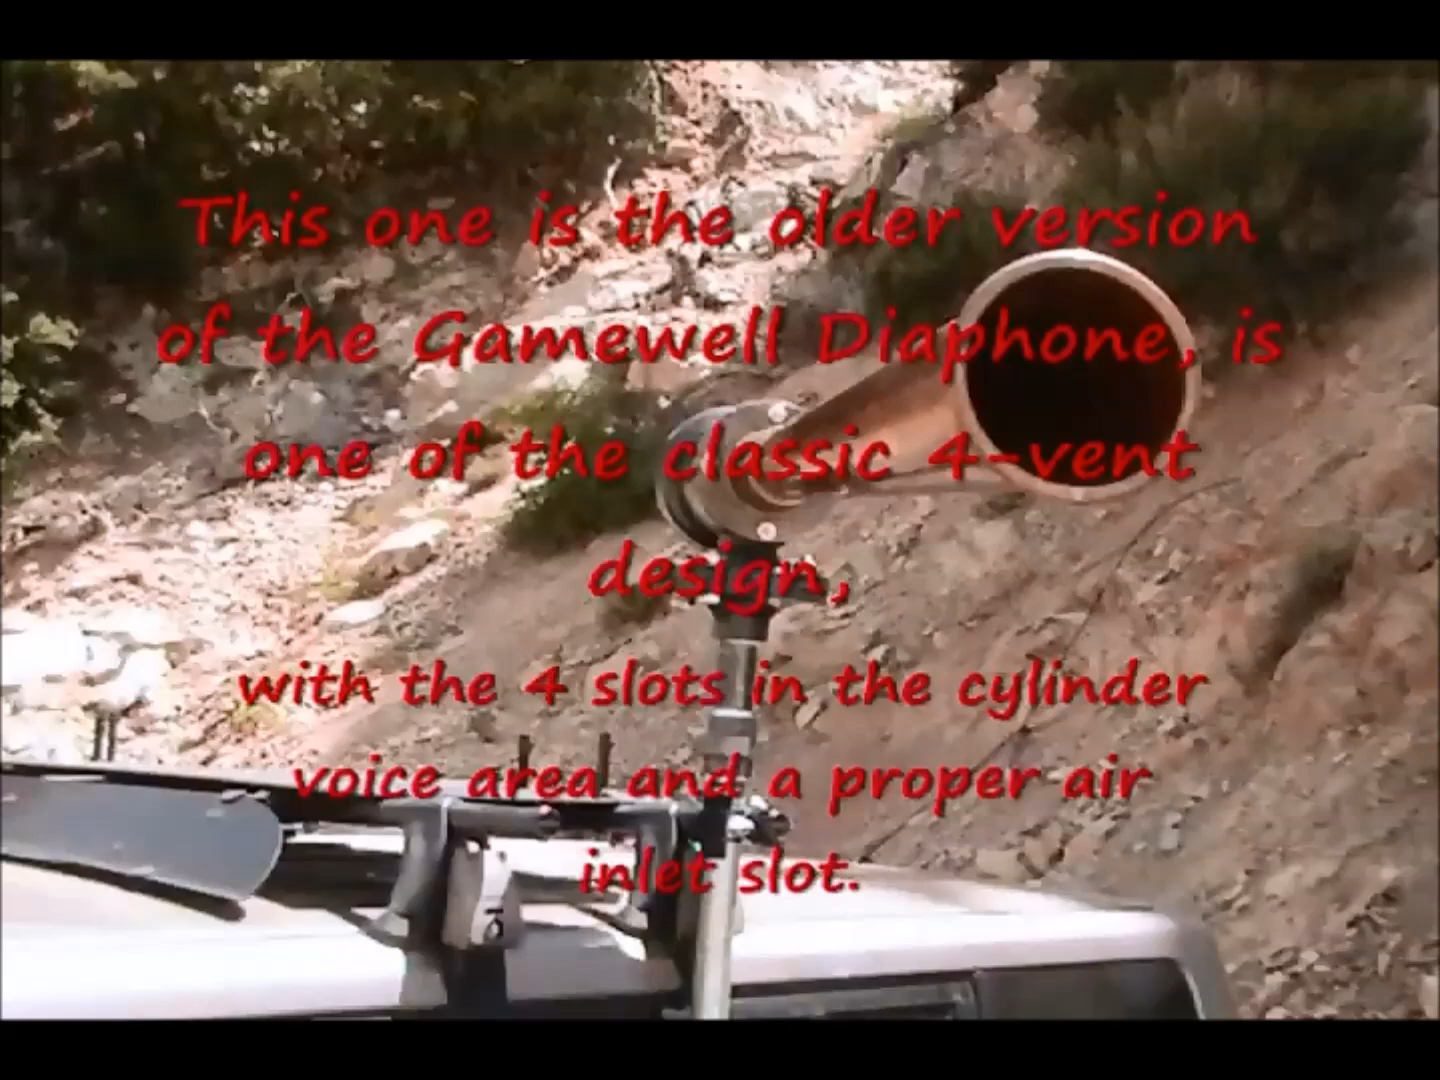 This one is the older version
of the Gamewell Diaphone, is
one of the classic 4-vent
design,
with the 4 slots in the cylinder
voice area and a proper air
inlet slot.